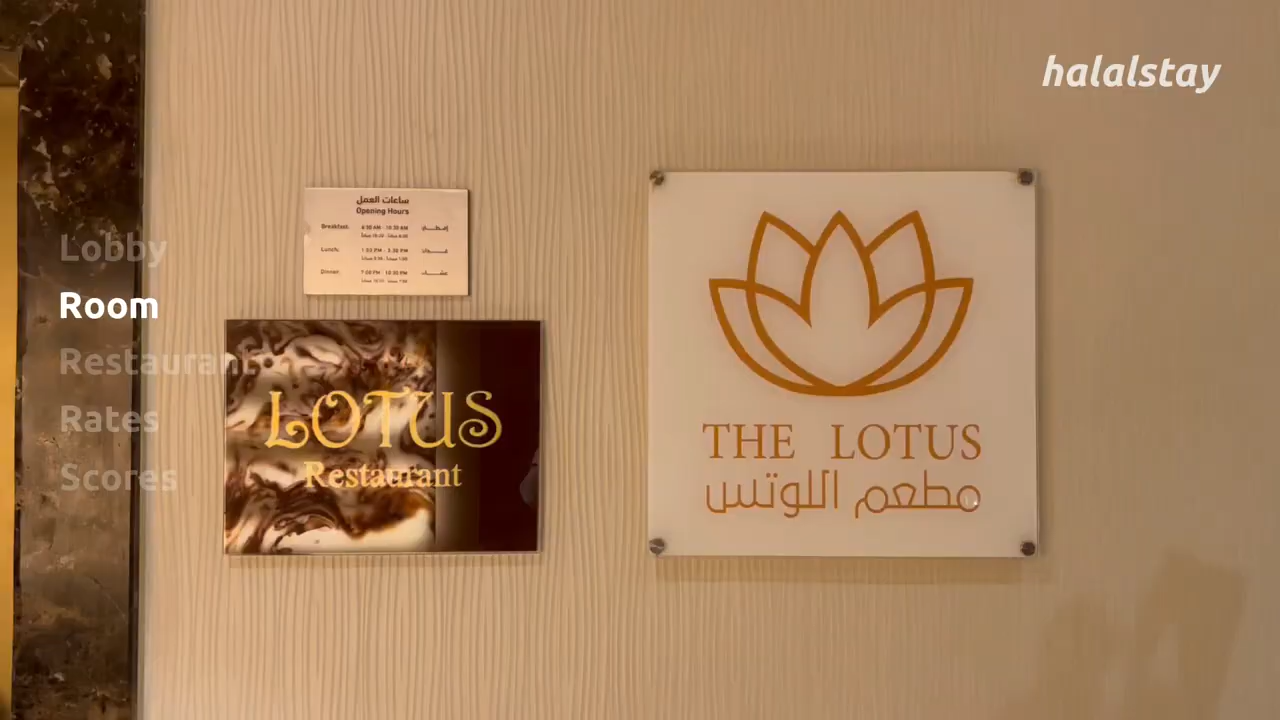 halalstay
Lobby
Room
Restaurant
Rates
Scores
ساعات العمل
Opening Hours
Breakfast:
Lunch:
Dinner:
LOTUS
Restaurant
THE LOTUS
مطعم اللوتس